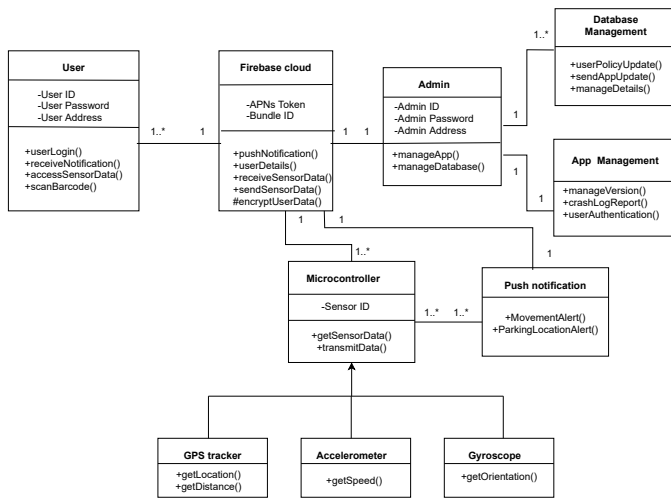 User
-User ID
-User Password
-User Address
+userLogin()
+receiveNotification()
+accessSensorData()
+scanBarcode()
1..*
1
Firebase cloud
-APNs Token
-Bundle ID
+pushNotification()
+userDetails()
+receiveSensorData()
+sendSensorData()
#encryptUserData()
1
1
Admin
-Admin ID
-Admin Password
-Admin Address
+manageApp()
+manageDatabase()
1..*
1
Database
Management
+userPolicyUpdate()
+sendAppUpdate()
+manageDetails()
1
1
App Management
+manageVersion()
+crashLogReport()
+userAuthentication()
1
1..*
1
1
Microcontroller
-Sensor ID
+getSensorData()
+transmitData()
1..*
1..*
Push notification
+MovementAlert()
+ParkingLocationAlert()
GPS tracker
+getLocation()
+getDistance()
Accelerometer
+getSpeed()
Gyroscope
+getOrientation()